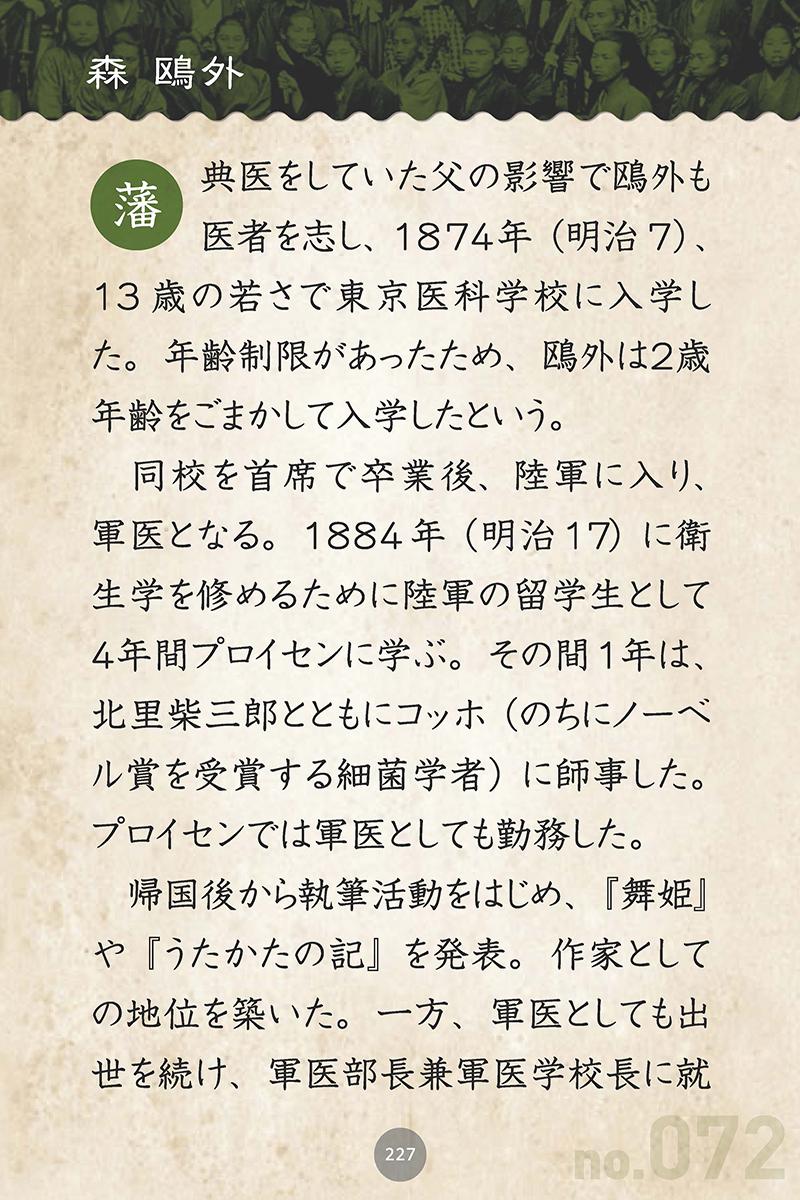 森 鴎外
藩典医をしていた父の影響で鴎外も
医者を志し、1874年（明治7）、
13歳の若さで東京医科学校に入学し
た。年齢制限があったため、鴎外は2歳
年齢をごまかして入学したという。
同校を首席で卒業後、陸軍に入り、
軍医となる。1884年（明治17）に衛
生学を修めるために陸軍の留学生として
4年間プロイセンに学ぶ。その間1年は、
北里柴三郎とともにコッホ（のちにノーベ
ル賞を受賞する細菌学者）に師事した。
プロイセンでは軍医としても勤務した。
帰国後から執筆活動をはじめ、『舞姫』
や『うたかたの記』を発表。作家として
の地位を築いた。一方、軍医としても出
世を続け、軍医部長兼軍医学校長に就
227
no.072